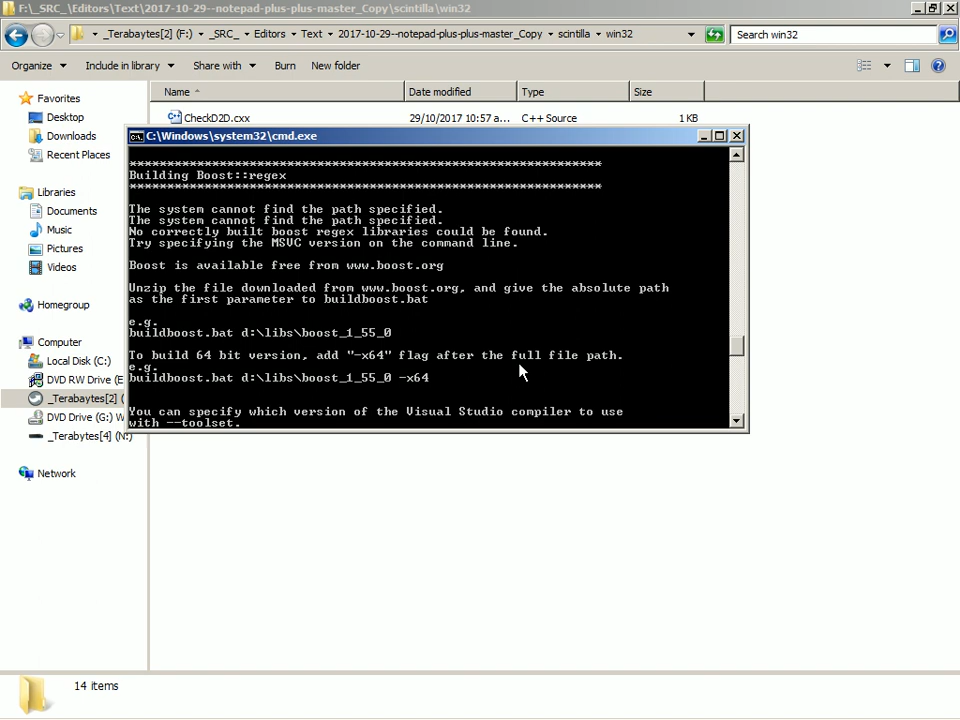 F:\_SRC_\Editors\Text\2017-10-29--notepad-plus-plus-master_Copy\scintilla\win32
_Terabaytes[2] (F:) _SRC_ Editors Text 2017-10-29--notepad-plus-plus-master_Copy scintilla win32
Search win32
Organize Include in library Share with Burn New folder
Name Date modified Type Size
Favorites
Desktop
Downloads
Recent Places
Libraries
Documents
Music
Pictures
Videos
Homegroup
Computer
Local Disk (C:)
DVD RW Drive (E
_Terabaytes[2] (
DVD Drive (G:) W
_Terabytes[4] (N:)
Network
CheckD2D.cxx 29/10/2017 10:57 a... C++ Source 1 KB
C:\Windows\system32\cmd.exe
***************************************************************
Building Boost::regex
***************************************************************
The system cannot find the path specified.
The system cannot find the path specified.
No correctly built boost regex libraries could be found.
Try specifying the MSVC version on the command line.
Boost is available free from www.boost.org
Unzip the file downloaded from www.boost.org, and give the absolute path
as the first parameter to buildboost.bat
e.g.
buildboost.bat d:\libs\boost_1_55_0
To build 64 bit version, add "-x64" flag after the full file path.
e.g.
buildboost.bat d:\libs\boost_1_55_0 -x64
You can specify which version of the Visual Studio compiler to use
with --toolset.
14 items